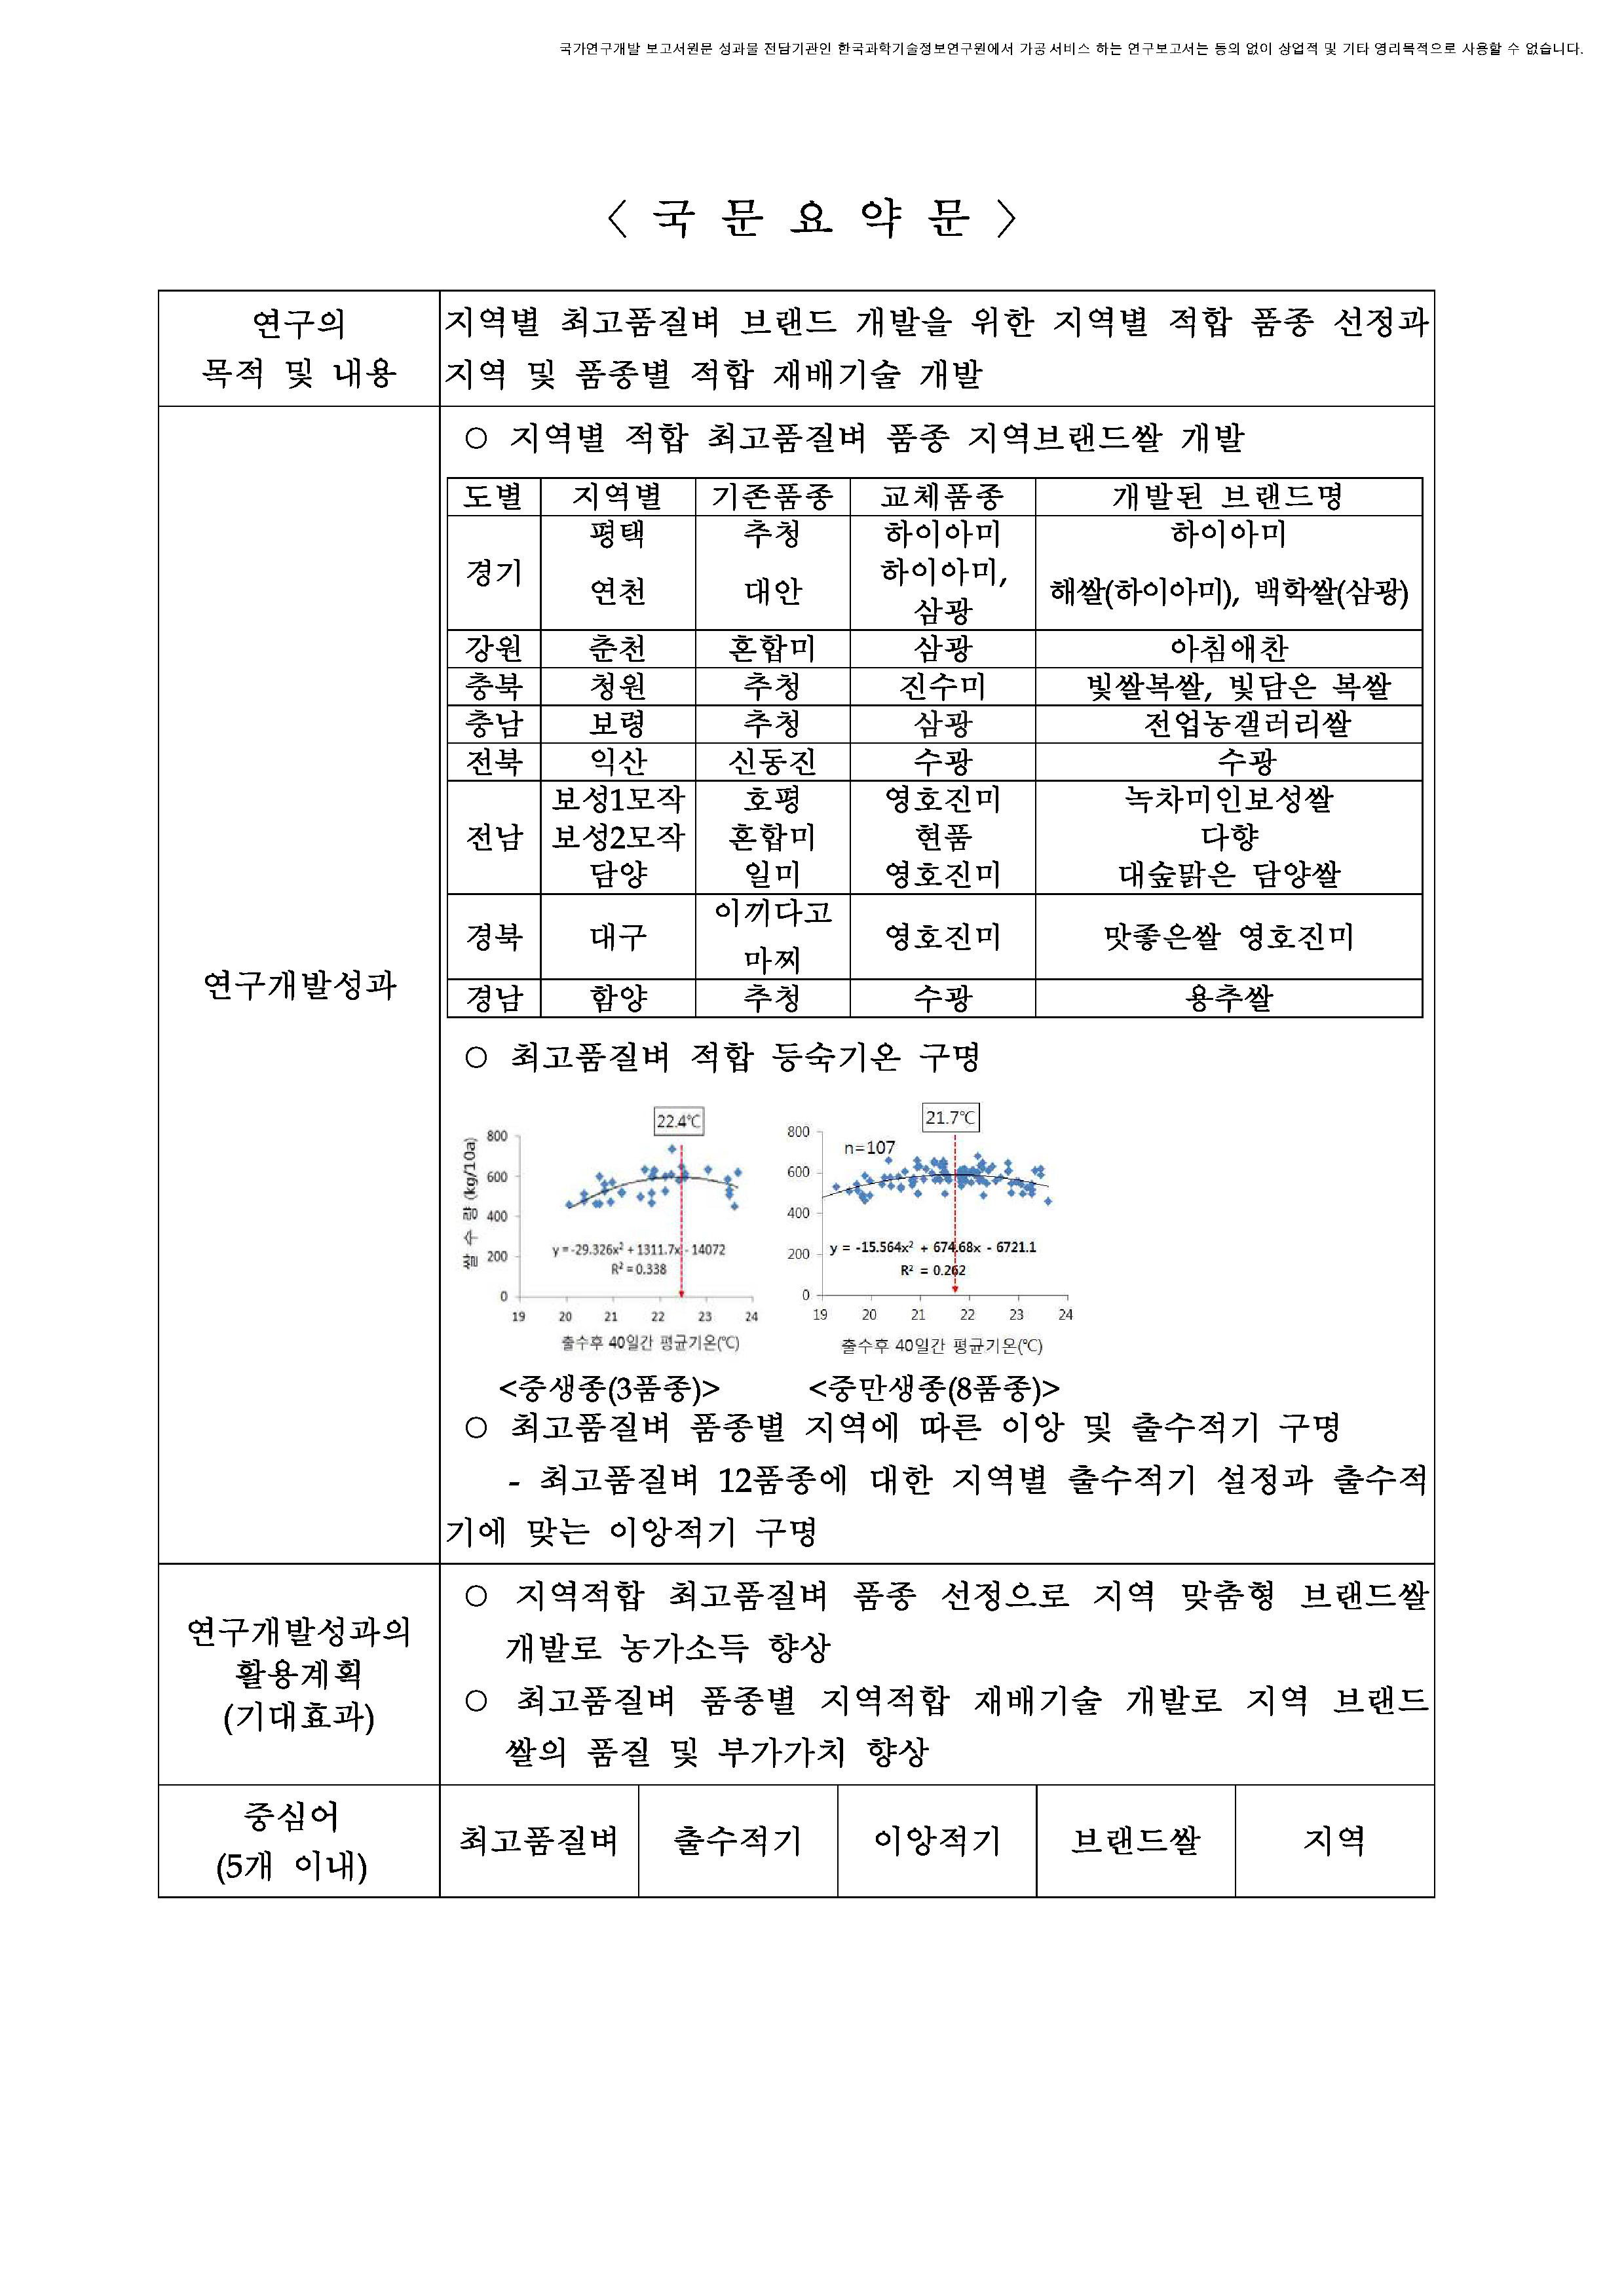 국가연구개발 보고서원문 성과물 전담기관인 한국과학기술정보연구원에서 가공·서비스 하는 연구보고서는 동의 없이 상업적 및 기타 영리목적으로 사용할 수 없습니다.
〈 국 문 요 약 문 〉
연구의
목적 및 내용
지역별 최고품질벼 브랜드 개발을 위한 지역별 적합 품종 선정과
지역 및 품종별 적합 재배기술 개발
연구개발성과
○ 지역별 적합 최고품질벼 품종 지역브랜드쌀 개발
도별 지역별 기존품종 교체품종 개발된 브랜드명
경기 평택 추청 하이아미 하이아미
연천 대안 하이아미, 삼광 해쌀(하이아미), 백학쌀(삼광)
강원 춘천 혼합미 삼광 아침애찬
충북 청원 추청 진수미 빛쌀복쌀, 빛담은 복쌀
충남 보령 추청 삼광 전업농갤러리쌀
전북 익산 신동진 수광 수광
전남 보성1모작 호평 영호진미 녹차미인보성쌀
보성2모작 혼합미 현품 다향
담양 일미 영호진미 대숲맑은 담양쌀
경북 대구 이끼다고마찌 영호진미 맛좋은쌀 영호진미
경남 함양 추청 수광 용추쌀
○ 최고품질벼 적합 등숙기온 구명
22.4℃
쌀 수 량 (kg/10a)
800
600
400
200
0
y = -29.326x² + 1311.7x - 14072
R² = 0.338
19 20 21 22 23 24
출수후 40일간 평균기온(℃)
21.7℃
n=107
800
600
400
200
0
y = -15.564x² + 674.68x - 6721.1
R² = 0.262
19 20 21 22 23 24
출수후 40일간 평균기온(℃)
<중생종(3품종)> <중만생종(8품종)>
○ 최고품질벼 품종별 지역에 따른 이앙 및 출수적기 구명
- 최고품질벼 12품종에 대한 지역별 출수적기 설정과 출수적
기에 맞는 이앙적기 구명
연구개발성과의
활용계획
(기대효과)
○ 지역적합 최고품질벼 품종 선정으로 지역 맞춤형 브랜드쌀
개발로 농가소득 향상
○ 최고품질벼 품종별 지역적합 재배기술 개발로 지역 브랜드
쌀의 품질 및 부가가치 향상
중심어
(5개 이내)
최고품질벼 출수적기 이앙적기 브랜드쌀 지역